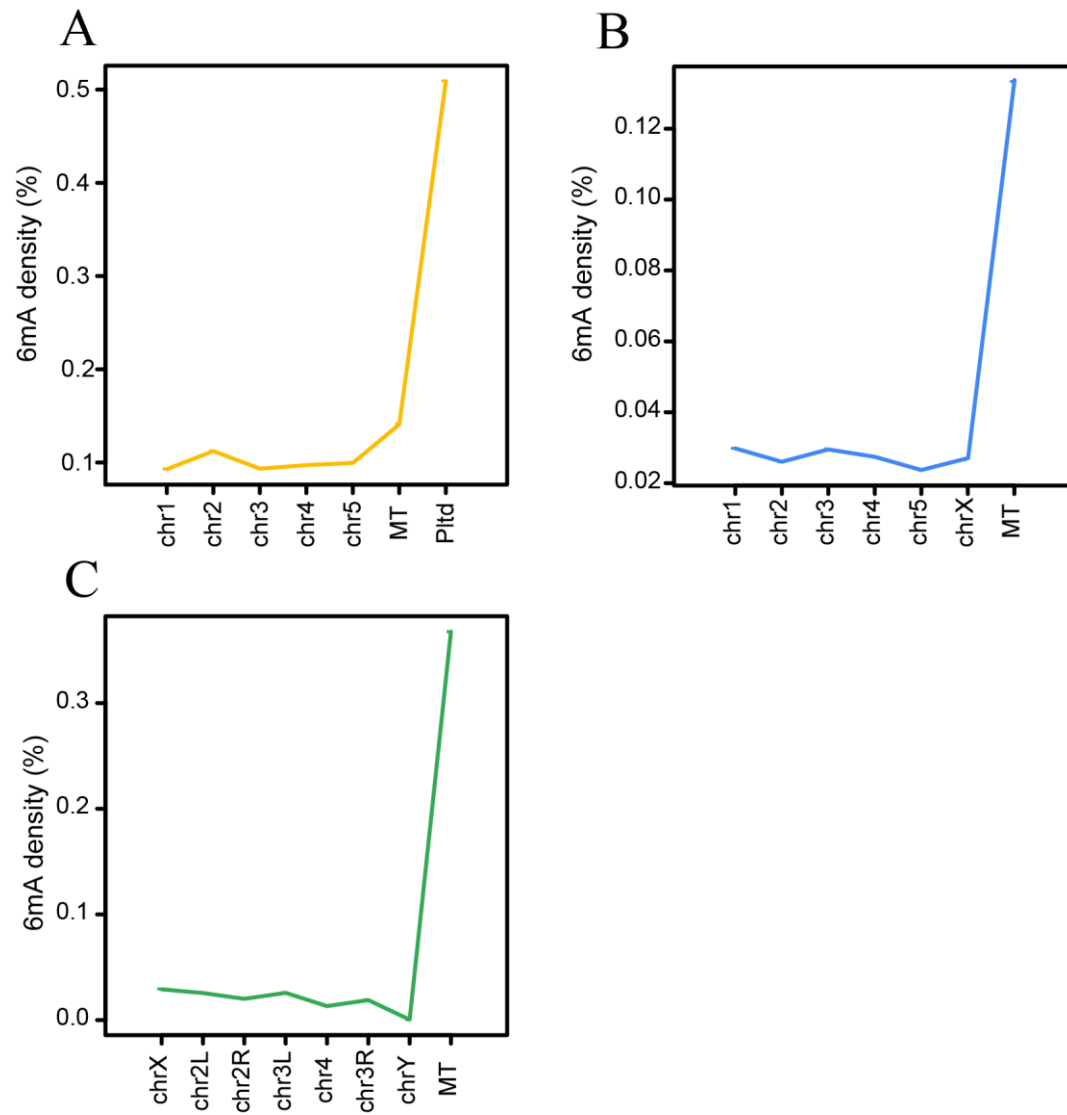 A
6mA density (%)
0.5
0.4
0.3
0.2
0.1
chr1
chr2
chr3
chr4
chr5
MT
Pltd
B
6mA density (%)
0.12
0.10
0.08
0.06
0.04
0.02
chr1
chr2
chr3
chr4
chr5
chrX
MT
C
6mA density (%)
0.3
0.2
0.1
0.0
chrX
chr2L
chr2R
chr3L
chr4
chr3R
chrY
MT